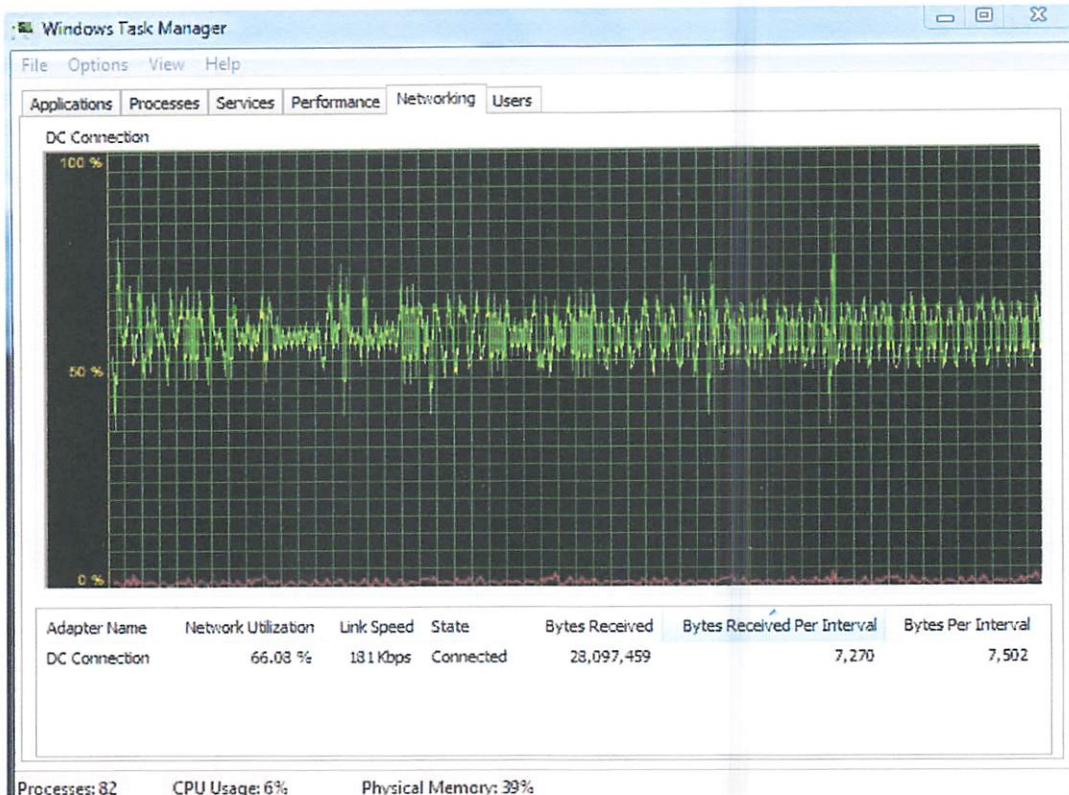 Windows Task Manager
File Options View Help
Applications Processes Services Performance Networking Users
DC Connection
100 %
50 %
0 %
Adapter Name Network Utilization Link Speed State Bytes Received Bytes Received Per Interval Bytes Per Interval
DC Connection 66.08 % 181 Kbps Connected 28,097,459 7,270 7,502
Processes: 82 CPU Usage: 6% Physical Memory: 39%